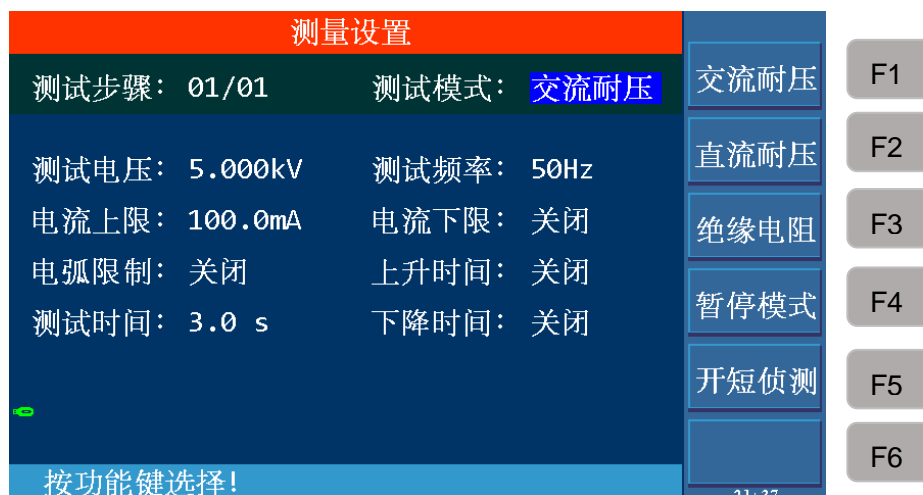 测量设置
测试步骤： 01/01 测试模式： 交流耐压
测试电压： 5.000kV 测试频率： 50Hz
电流上限： 100.0mA 电流下限： 关闭
电弧限制： 关闭 上升时间： 关闭
测试时间： 3.0 s 下降时间： 关闭
按功能键选择!
交流耐压 F1
直流耐压 F2
绝缘电阻 F3
暂停模式 F4
开短侦测 F5
F6